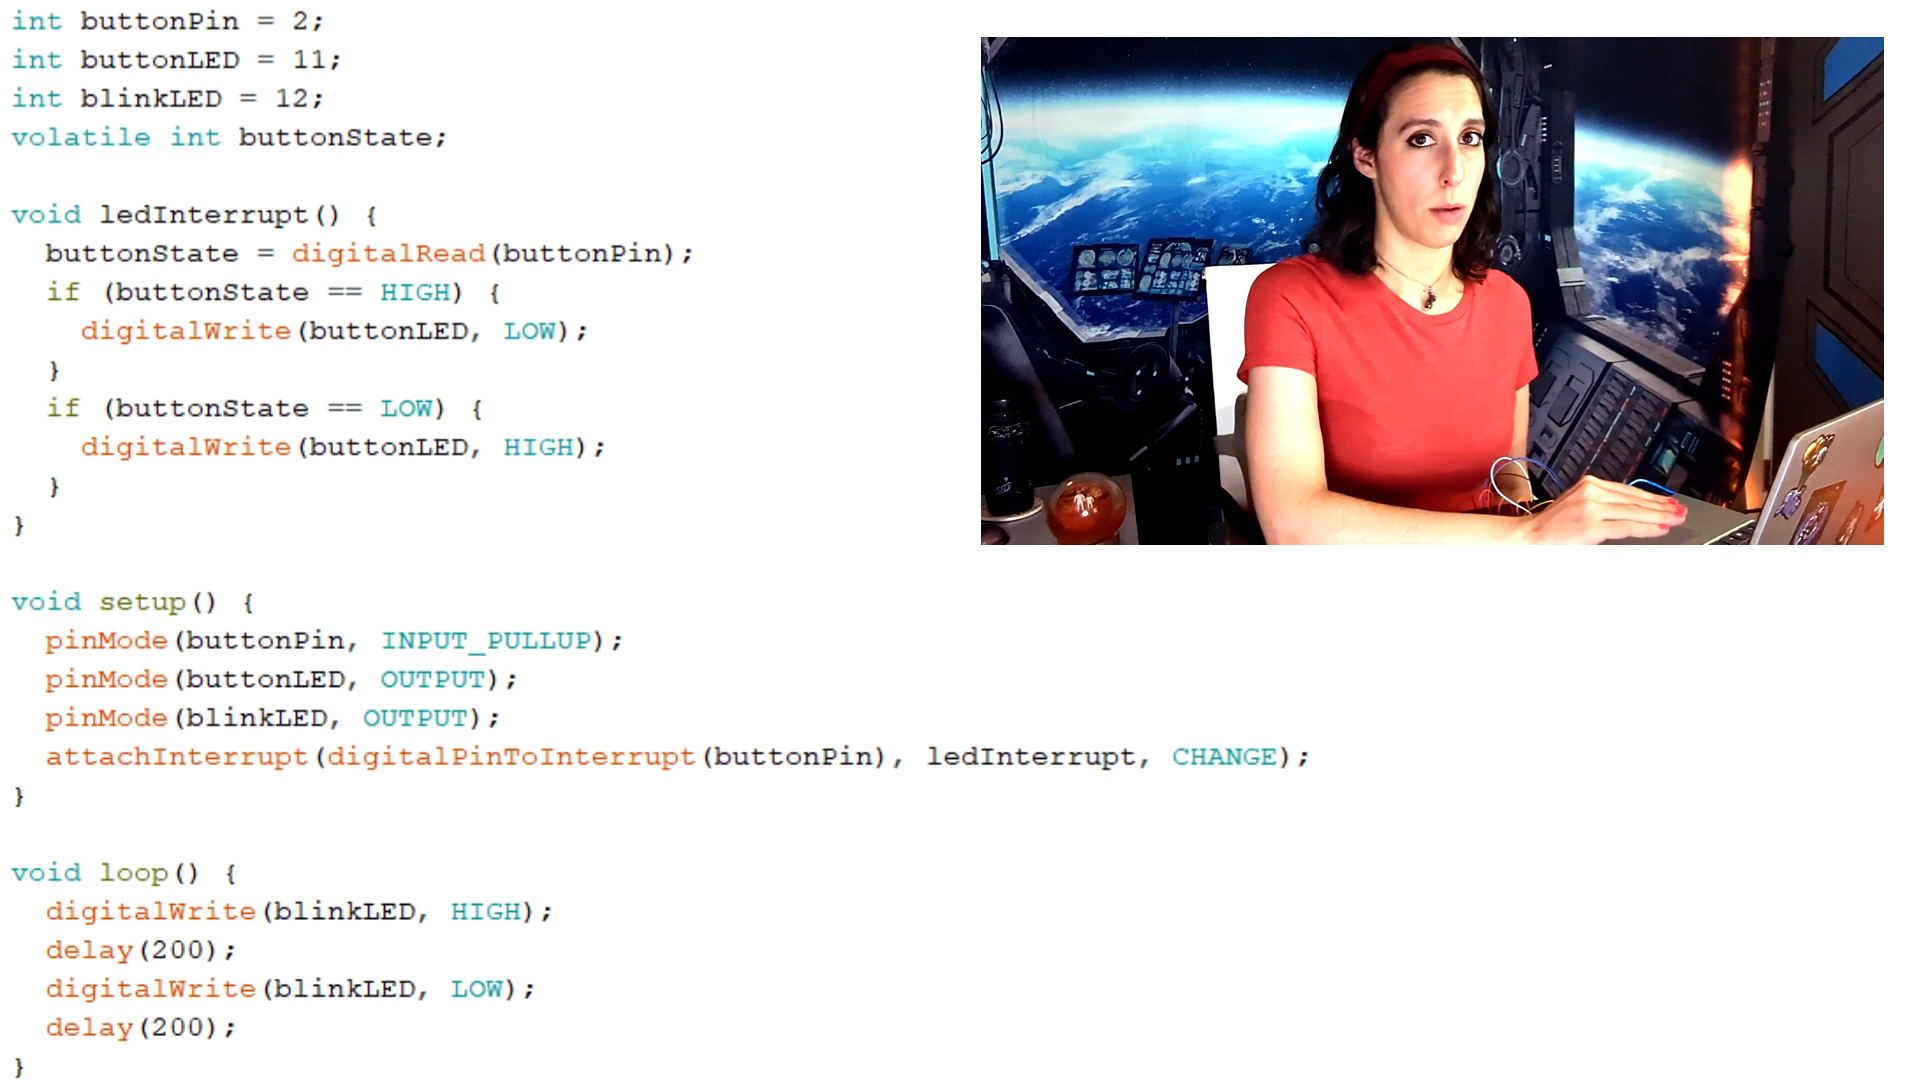 int buttonPin = 2;
int buttonLED = 11;
int blinkLED = 12;
volatile int buttonState;
void ledInterrupt() {
buttonState = digitalRead(buttonPin);
if (buttonState == HIGH) {
digitalWrite(buttonLED, LOW);
}
if (buttonState == LOW) {
digitalWrite(buttonLED, HIGH);
}
}
void setup() {
pinMode(buttonPin, INPUT_PULLUP);
pinMode(buttonLED, OUTPUT);
pinMode(blinkLED, OUTPUT);
attachInterrupt(digitalPinToInterrupt(buttonPin), ledInterrupt, CHANGE);
}
void loop() {
digitalWrite(blinkLED, HIGH);
delay(200);
digitalWrite(blinkLED, LOW);
delay(200);
}